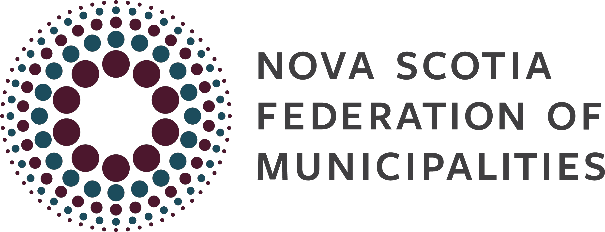 NOVA SCOTIA
FEDERATION OF
MUNICIPALITIES